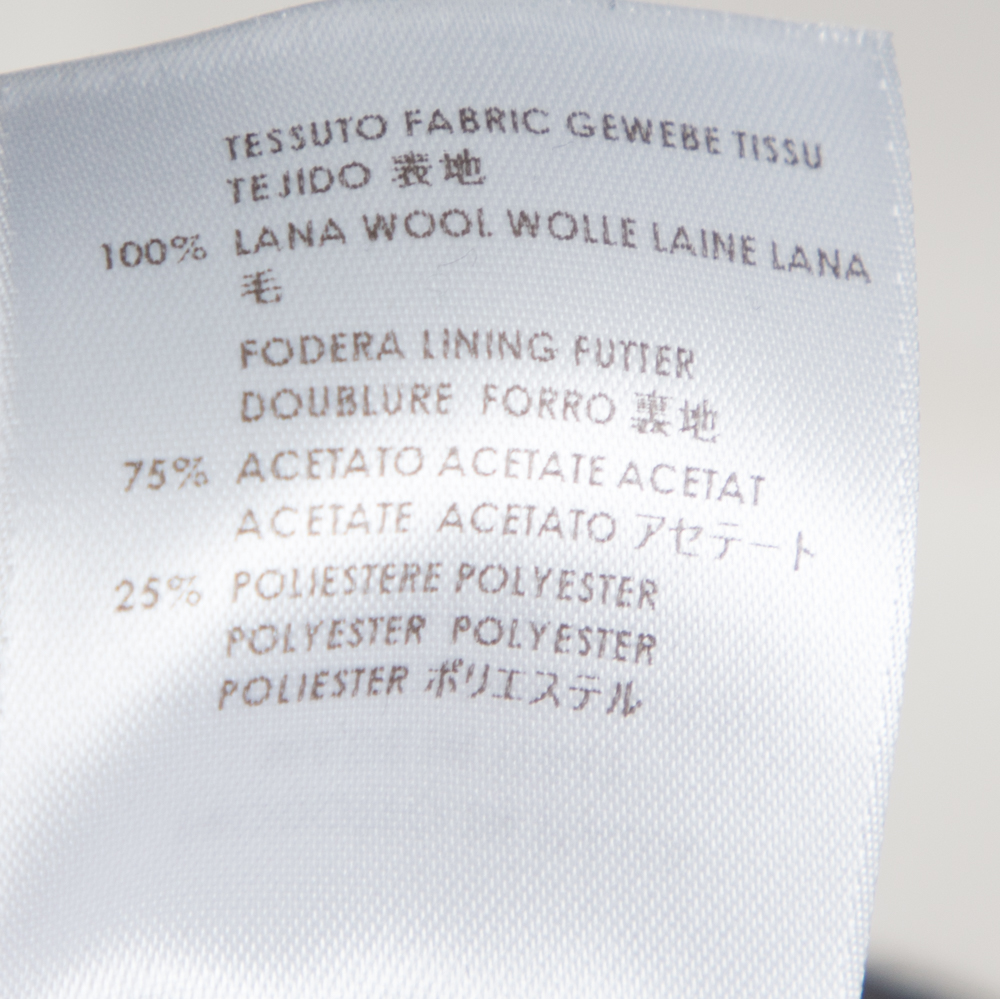 TESSUTO FABRIC GEWEBE TISSU
TEJIDO 表地
100% LANA WOOL WOLLE LAINE LANA
毛
FODERA LINING FUTTER
DOUBLURE FORRO 裏地
75% ACETATO ACETATE ACETAT
ACETATE ACETATO アセテート
25% POLIESTERE POLYESTER
POLYESTER POLYESTER
POLIESTER ポリエステル